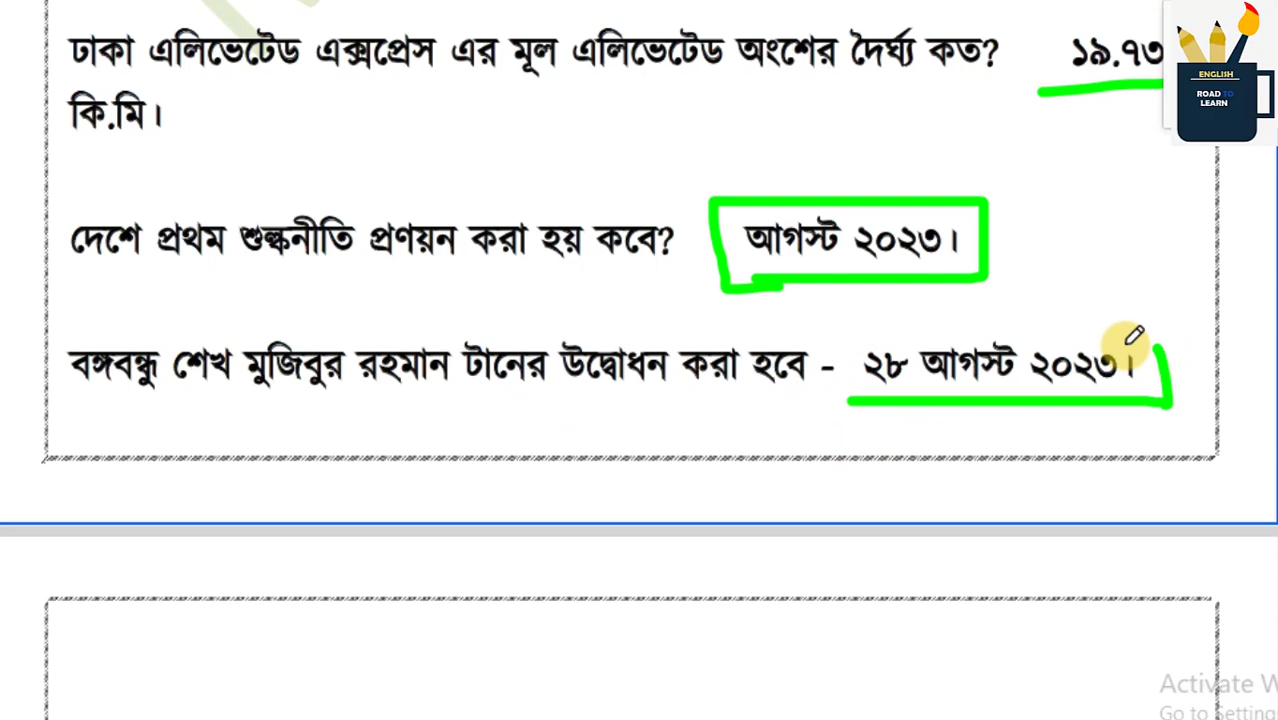 ঢাকা এলিভেটেড এক্সপ্রেস এর মূল এলিভেটেড অংশের দৈর্ঘ্য কত? ১৯.৭৩
কি.মি।
ENGLISH
ROAD TO
LEARN
দেশে প্রথম শুল্কনীতি প্রণয়ন করা হয় কবে? আগস্ট ২০২৩।
বঙ্গবন্ধু শেখ মুজিবুর রহমান টানের উদ্বোধন করা হবে - ২৮ আগস্ট ২০২৩।
Activate W
Go to Setting